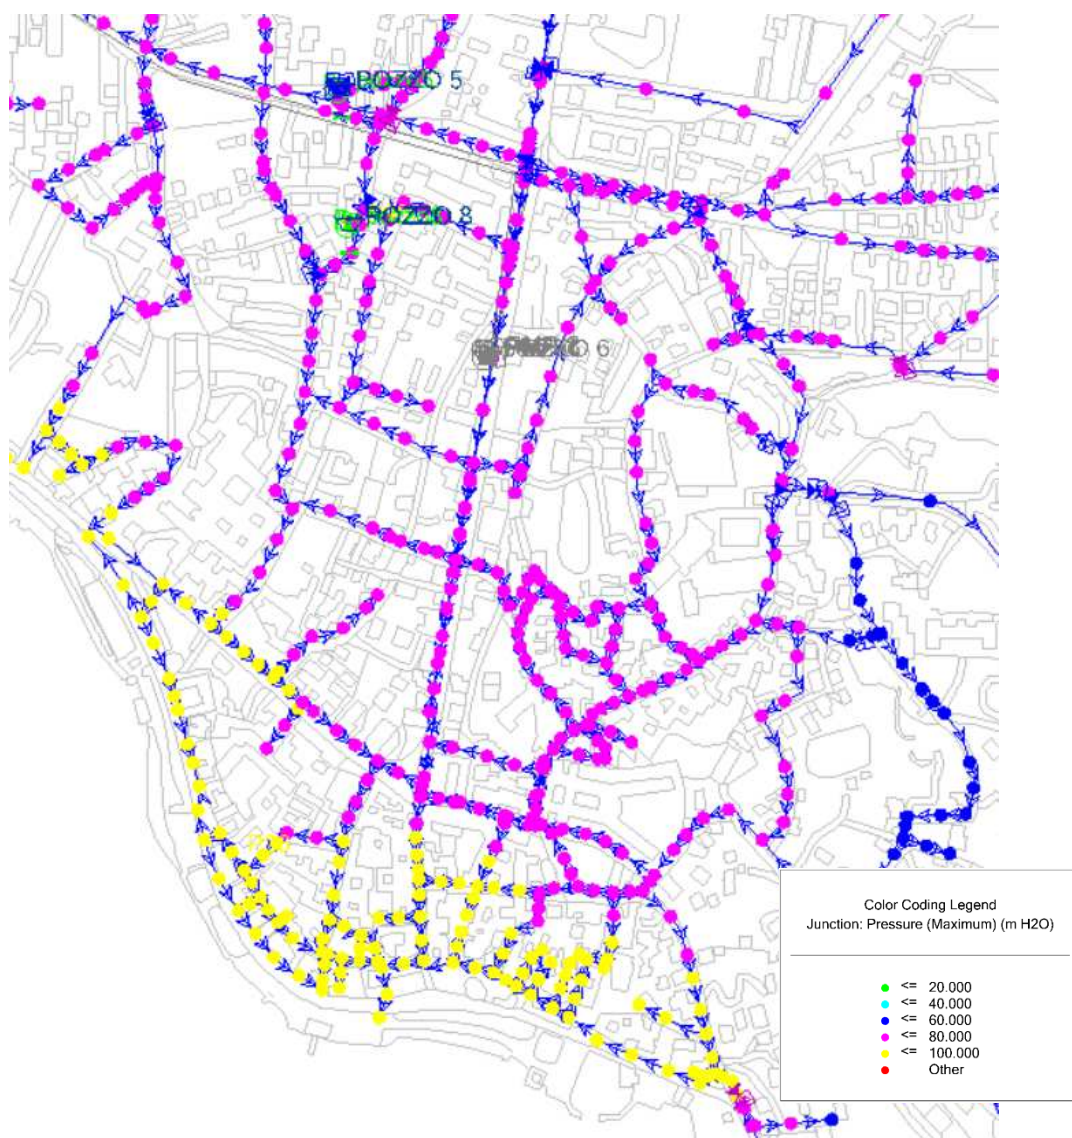 POZZO 5
POZZO 8
6
Color Coding Legend
Junction: Pressure (Maximum) (m H2O)
<= 20.000
<= 40.000
<= 60.000
<= 80.000
<= 100.000
Other